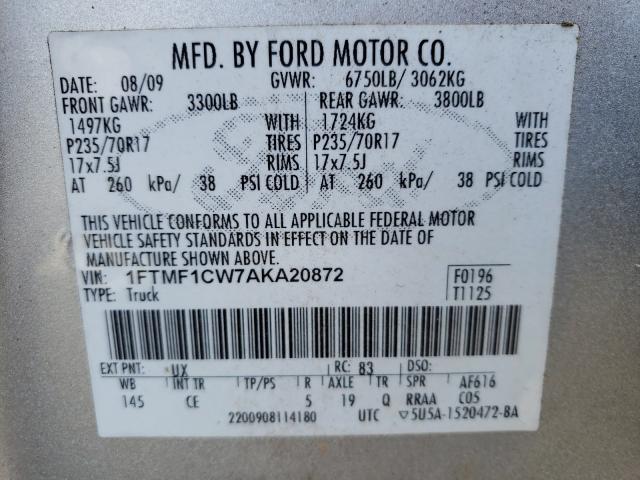 MFD. BY FORD MOTOR CO.
DATE: 08/09 GVWR: 6750LB/ 3062KG
FRONT GAWR: 3300LB REAR GAWR: 3800LB
1497KG WITH 1724KG WITH
P235/70R17 TIRES P235/70R17 TIRES
17x7.5J RIMS 17x7.5J RIMS
AT 260 kPa/ 38 PSI COLD AT 260 kPa/ 38 PSI COLD
THIS VEHICLE CONFORMS TO ALL APPLICABLE FEDERAL MOTOR
VEHICLE SAFETY STANDARDS IN EFFECT ON THE DATE OF
MANUFACTURE SHOWN ABOVE.
VIN: 1FTMF1CW7AKA20872 F0196
TYPE: Truck T1125
EXT PNT: UX RC: 83 DSO:
WB INT TR TP/PS R AXLE TR SPR AF616
145 CE 5 19 Q RRAA C05
2200908114180 UTC ▽5U5A-1520472-BA